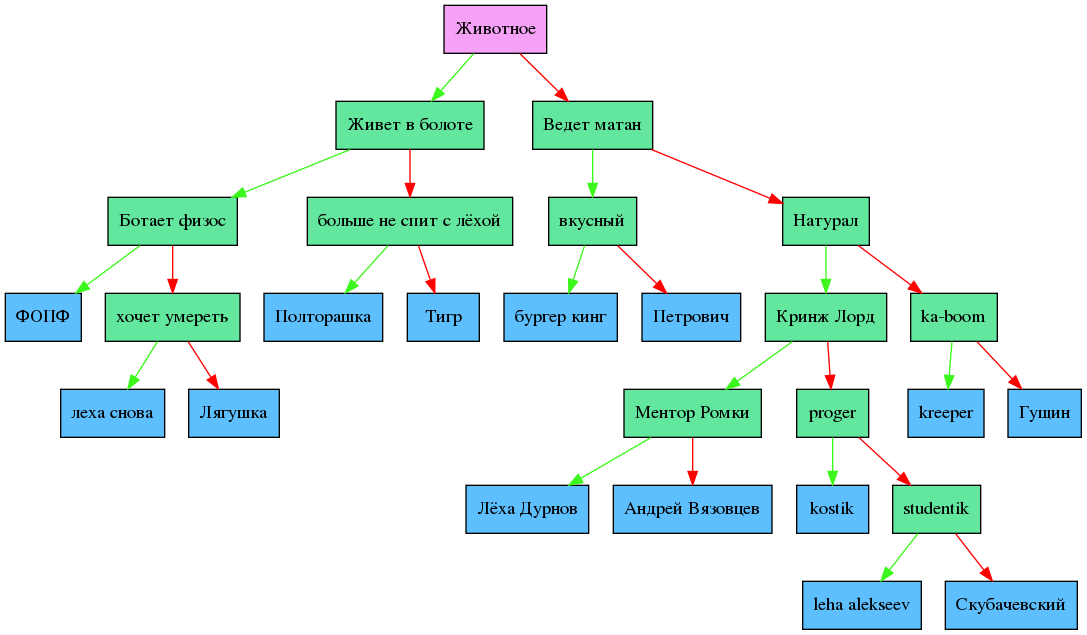 Животное
Живет в болоте
Ведет матан
Ботает физос
больше не спит с лёхой
вкусный
Натурал
ФОПФ
хочет умереть
Полторашка
Тигр
бургер кинг
Петрович
Кринж Лорд
ka-boom
леха снова
Лягушка
Ментор Ромки
proger
kreeper
Гущин
Лёха Дурнов
Андрей Вязовцев
kostik
studentik
leha alekseev
Скубачевский